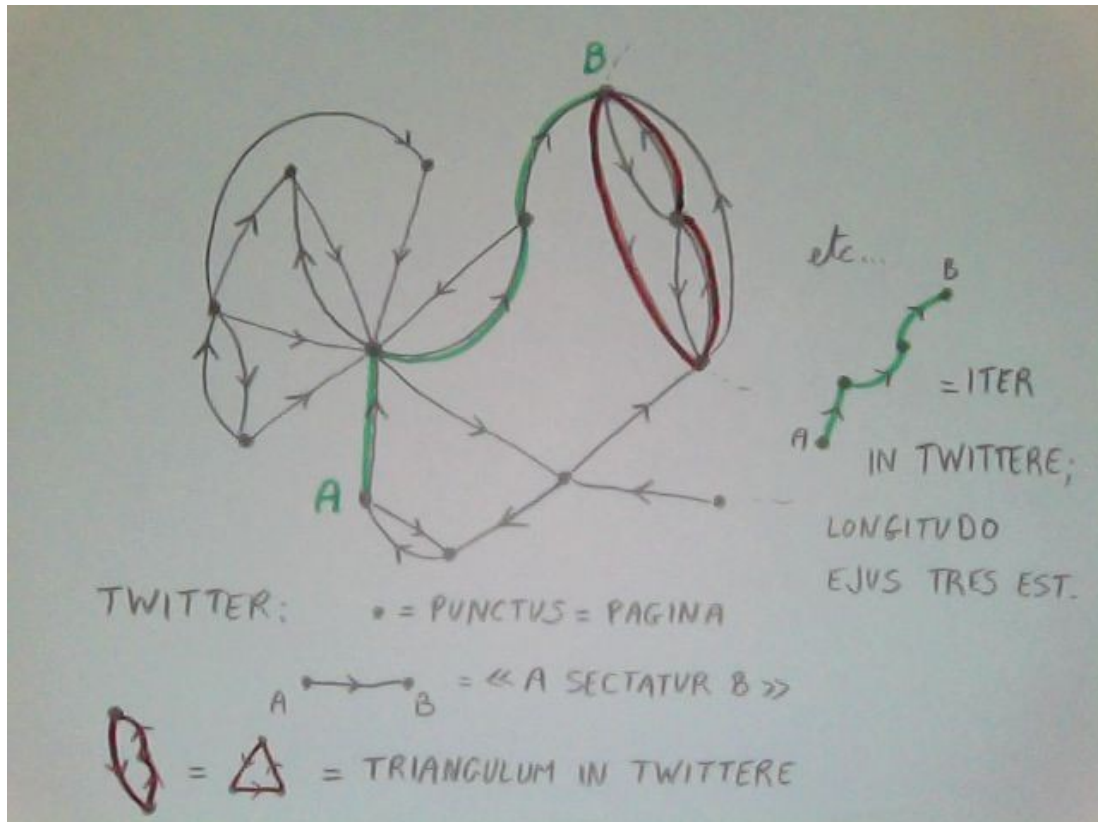 B
etc...
B
A
= ITER
IN TWITTERE;
A
LONGITUDO
EJUS TRES EST.
TWITTER: • = PUNCTUS = PAGINA
A B = « A SECTATUR B »
= = TRIANGULUM IN TWITTERE